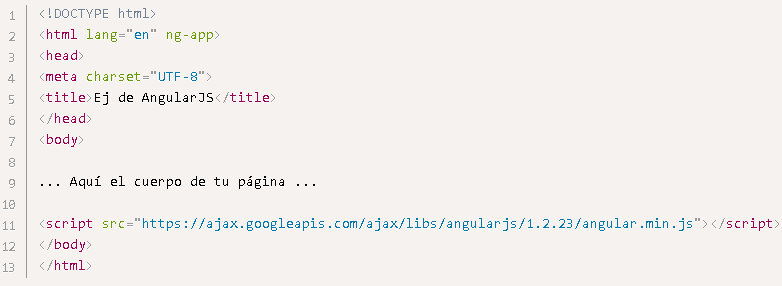 1 <!DOCTYPE html>
2 <html lang="en" ng-app>
3 <head>
4 <meta charset="UTF-8">
5 <title>Ej de AngularJS</title>
6 </head>
7 <body>
8
9 ... Aquí el cuerpo de tu página ...
10
11 <script src="https://ajax.googleapis.com/ajax/libs/angularjs/1.2.23/angular.min.js"></script>
12 </body>
13 </html>